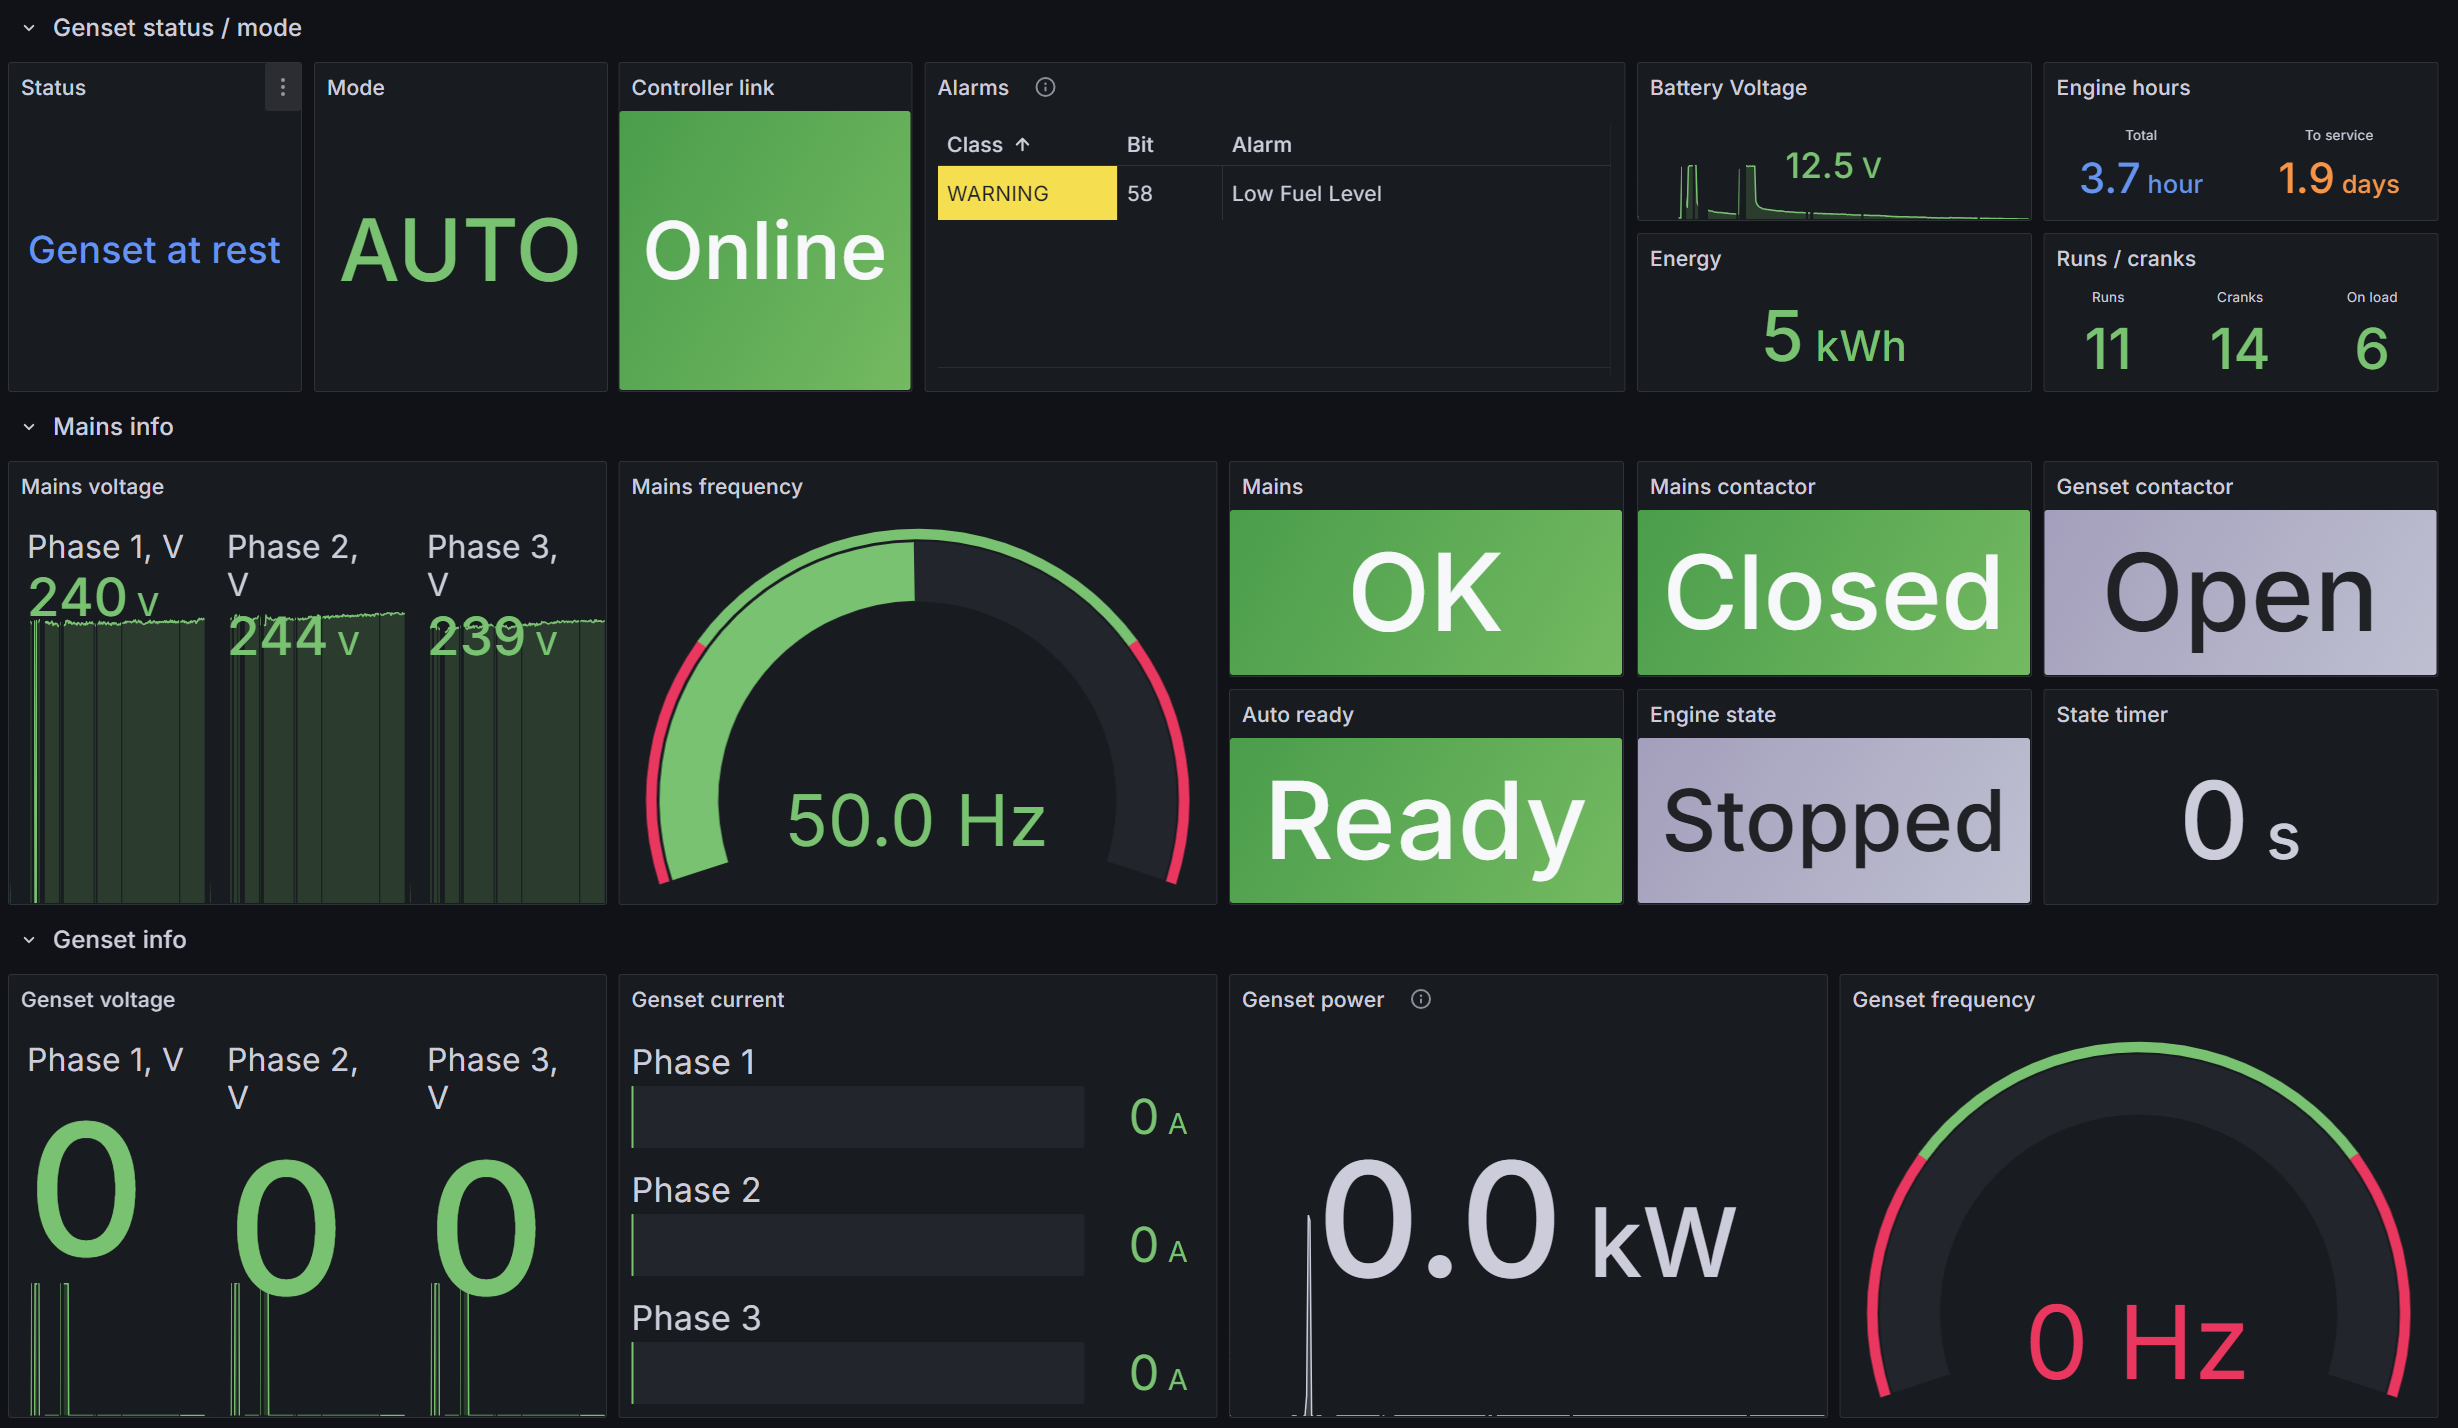 Genset status / mode
Status
Mode
Controller link
Alarms
Battery Voltage
Engine hours
Genset at rest
AUTO
Online
Class ↑ Bit Alarm
WARNING 58 Low Fuel Level
12.5 V
Total To service
3.7 hour 1.9 days
Energy
5 kWh
Runs / cranks
Runs Cranks On load
11 14 6
Mains info
Mains voltage
Phase 1, V
240 V
Phase 2, V
244 V
Phase 3, V
239 V
Mains frequency
50.0 Hz
Mains
OK
Mains contactor
Closed
Genset contactor
Open
Auto ready
Ready
Engine state
Stopped
State timer
0 s
Genset info
Genset voltage
Phase 1, V
0
Phase 2, V
0
Phase 3, V
0
Genset current
Phase 1
0 A
Phase 2
0 A
Phase 3
0 A
Genset power
0.0 kW
Genset frequency
0 Hz